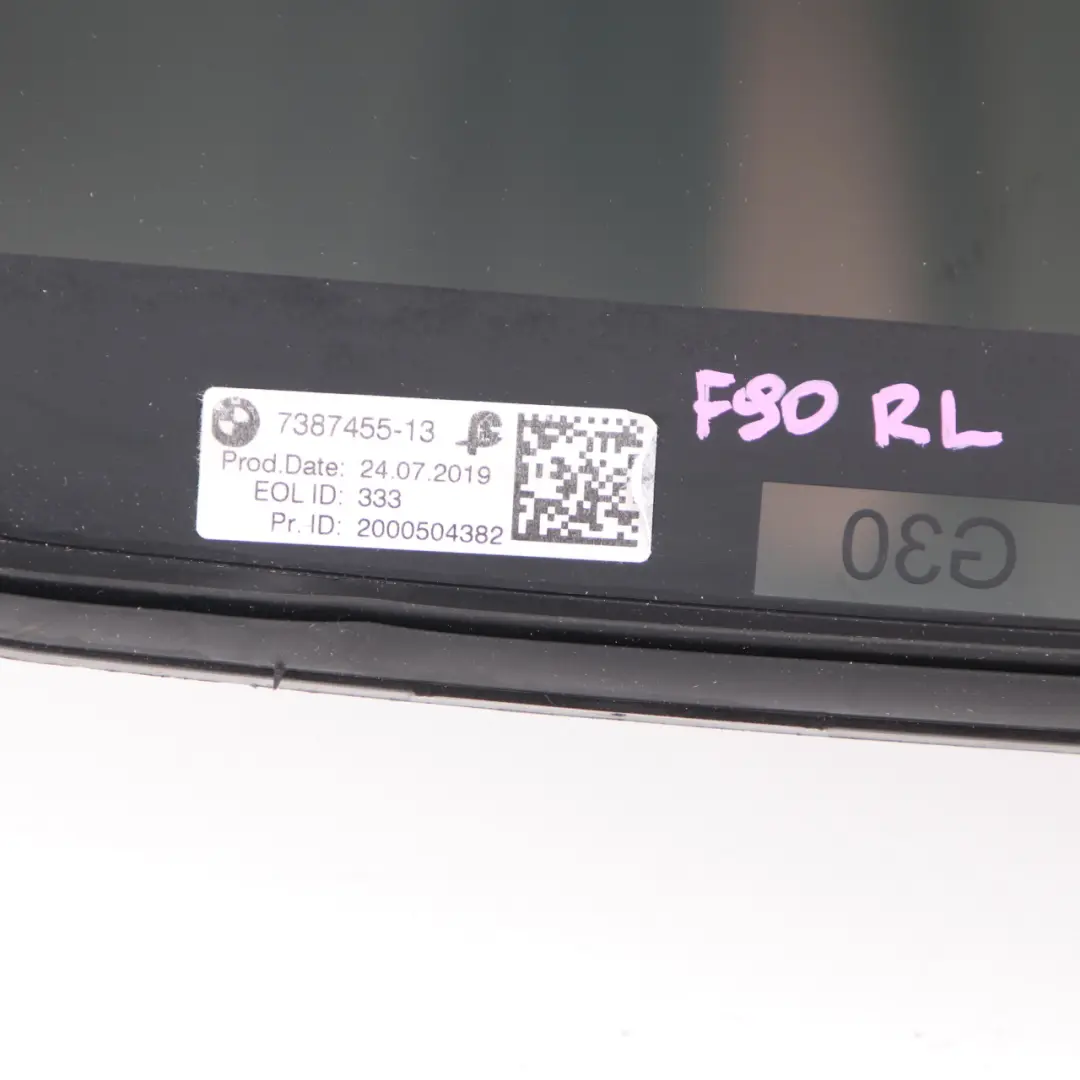 7387455-13
Prod.Date: 24.07.2019
EOL ID: 333
Pr.-ID: 2000504382
F90 RL
G30